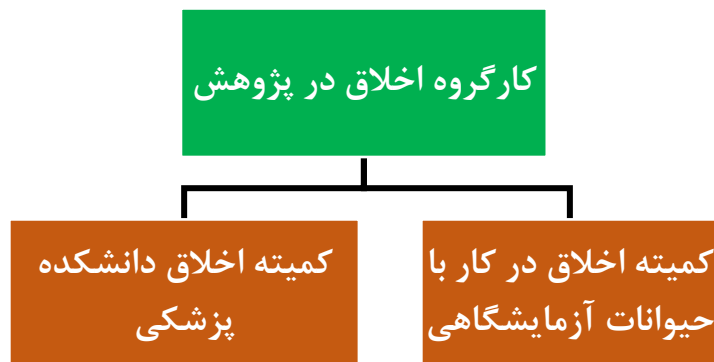 کارگروه اخلاق در پژوهش
کمیته اخلاق در کار با
حیوانات آزمایشگاهی
کمیته اخلاق دانشکده
پزشکی